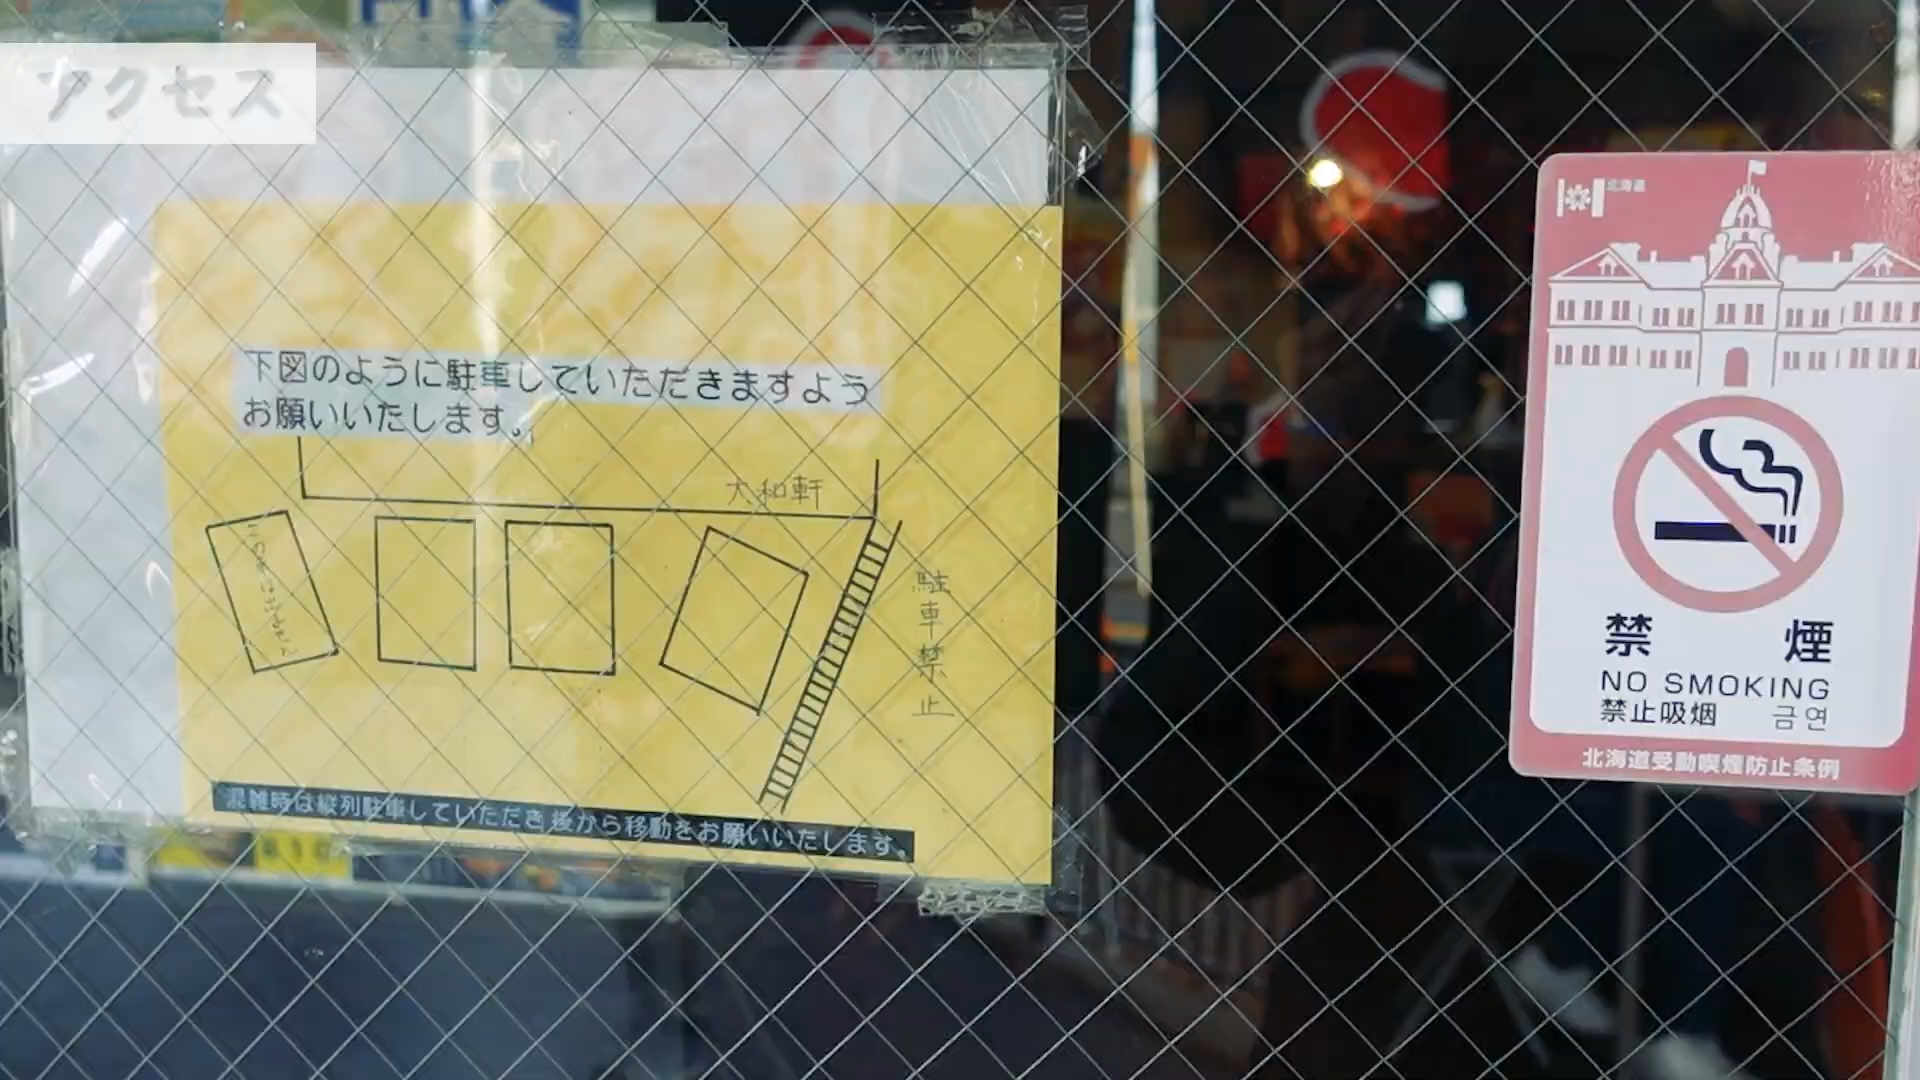 アクセス
下図のように駐車していただきますよう
お願いいたします。
大和軒
駐車禁止
混雑時は縦列駐車していただき後から移動をお願いいたします。
北海道
禁煙
NO SMOKING
禁止吸烟 금연
北海道受動喫煙防止条例